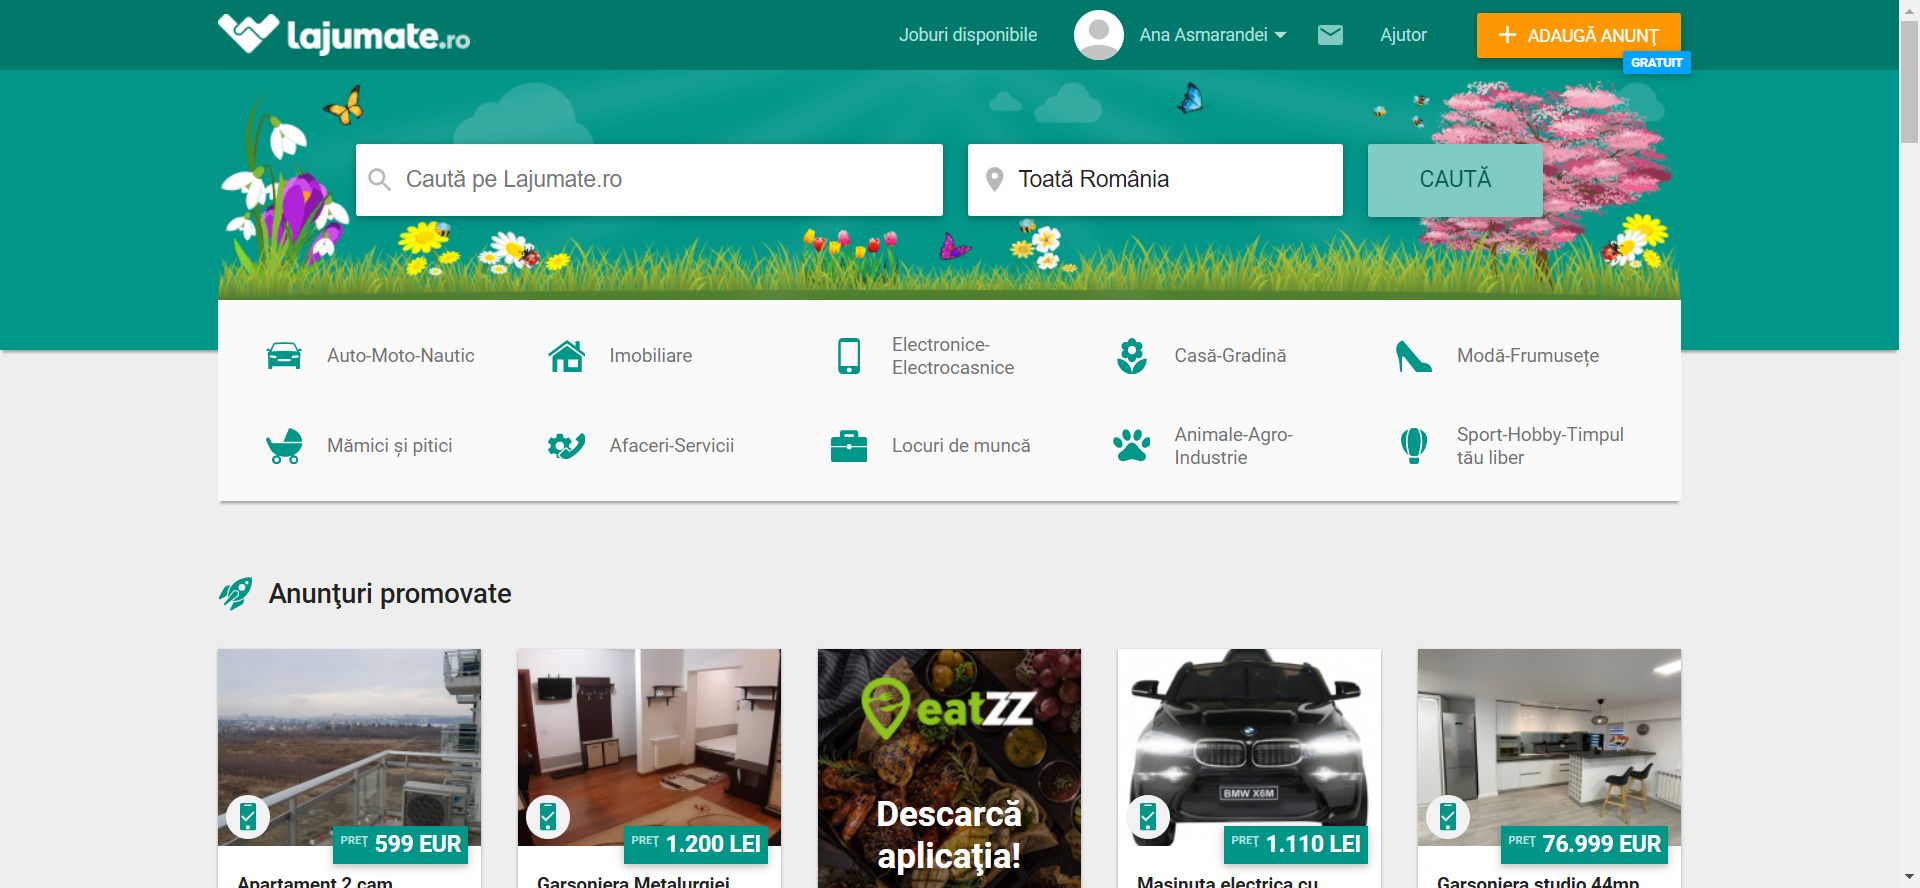 lajumate.ro
Joburi disponibile
Ana Asmarandei
Ajutor
ADAUGĂ ANUNŢ
GRATUIT
Caută pe Lajumate.ro
Toată România
CAUTĂ
Auto-Moto-Nautic
Imobiliare
Electronice-
Electrocasnice
Casă-Gradină
Modă-Frumusețe
Mămici și pitici
Afaceri-Servicii
Locuri de muncă
Animale-Agro-
Industrie
Sport-Hobby-Timpul
tău liber
Anunţuri promovate
PREŢ 599 EUR
Apartament 2 cam
PREŢ 1.200 LEI
Garsoniera Metalurgiei
eatzz
Descarcă
aplicaţia!
BMW X6M
PREŢ 1.110 LEI
Masinuta electrica cu
PREŢ 76.999 EUR
Garsoniera studio 44mp